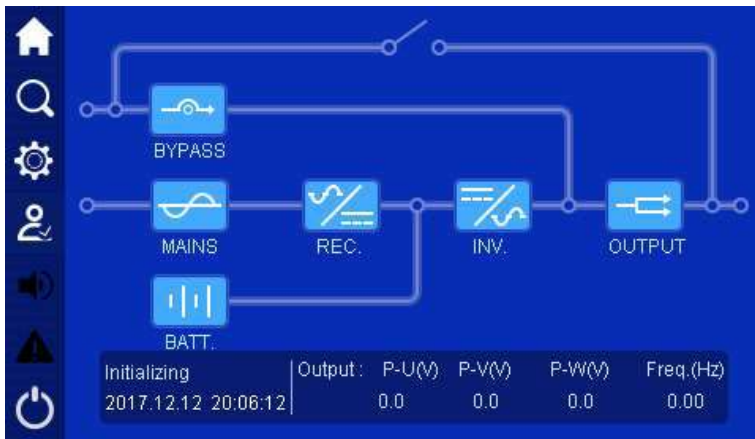 BYPASS
MAINS
REC.
INV.
OUTPUT
BATT.
Initializing
Output : P-U(V) P-V(V) P-W(V) Freq.(Hz)
2017.12.12 20:06:12
0.0 0.0 0.0 0.00